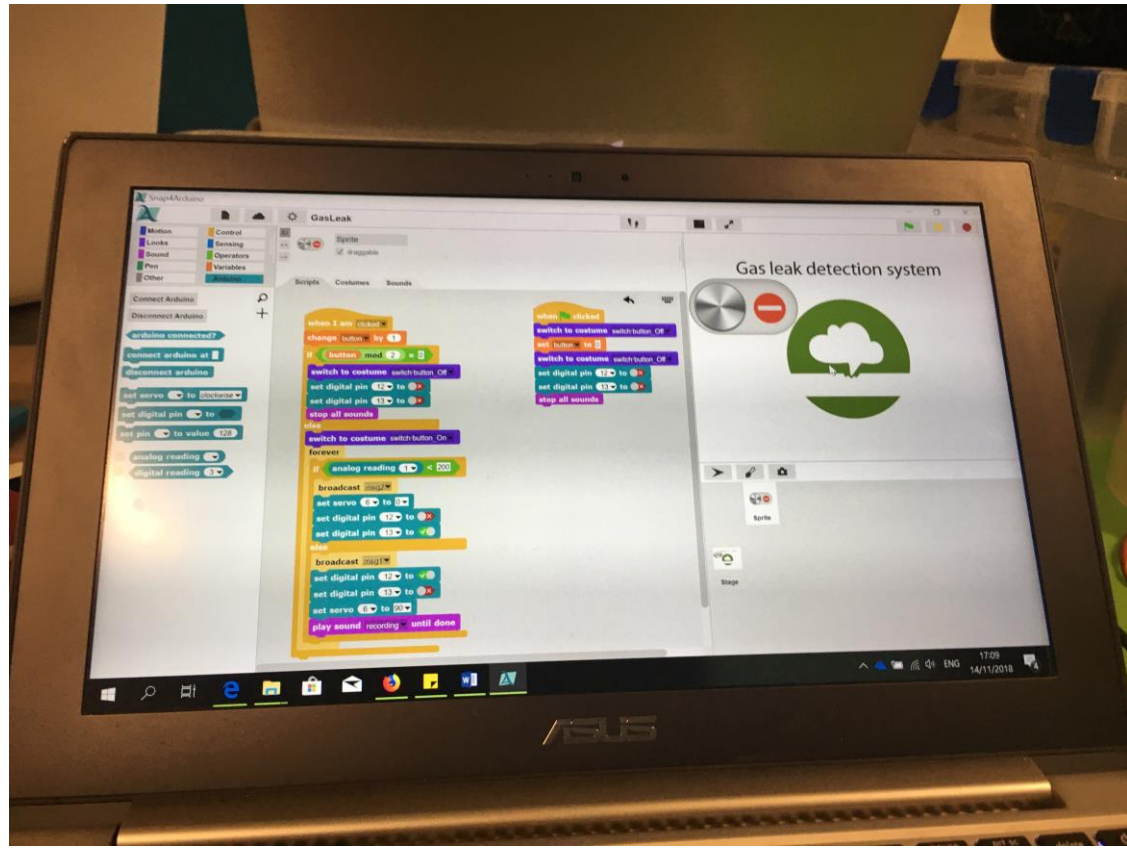 Snap4Arduino
GasLeak
Motion
Control
Looks
Sensing
Sound
Operators
Pen
Variables
Other
Arduino
Sprite
draggable
Scripts
Costumes
Sounds
Connect Arduino
Disconnect Arduino
arduino connected?
connect arduino at
disconnect arduino
set servo to clockwise
set digital pin to
set pin to value 128
analog reading
digital reading 3
when I am clicked
change button by 1
if button mod 2 = 0
switch to costume switch-button_Off
set digital pin 12 to
set digital pin 13 to
stop all sounds
else
switch to costume switch-button_On
forever
if analog reading 1 < 200
broadcast msg2
set servo 6 to 0
set digital pin 12 to
set digital pin 13 to
else
broadcast msg1
set digital pin 12 to
set digital pin 13 to
set servo 6 to 90
play sound recording until done
when clicked
switch to costume switch-button_Off
set button to 0
switch to costume switch-button_Off
set digital pin 12 to
set digital pin 13 to
stop all sounds
Gas leak detection system
Sprite
Stage
ENG
17:09
14/11/2018
4
ASUS
prt sc
delete